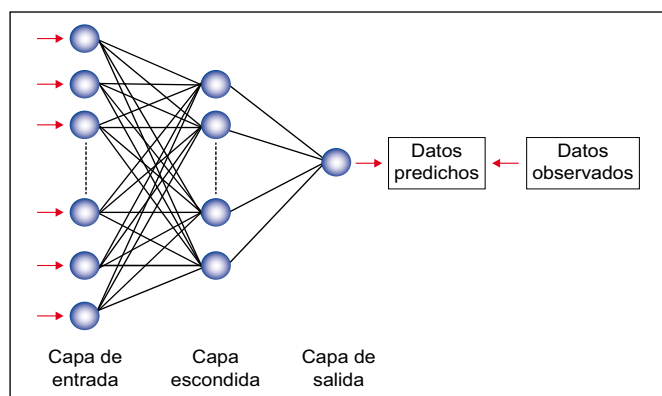 Datos
predichos
Datos
observados
Capa de
entrada
Capa
escondida
Capa de
salida